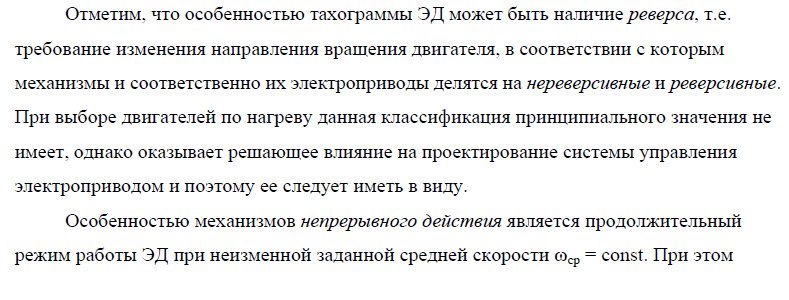 Отметим, что особенностью тахограммы ЭД может быть наличие реверса, т.е.
требование изменения направления вращения двигателя, в соответствии с которым
механизмы и соответственно их электроприводы делятся на нереверсивные и реверсивные.
При выборе двигателей по нагреву данная классификация принципиального значения не
имеет, однако оказывает решающее влияние на проектирование системы управления
электроприводом и поэтому ее следует иметь в виду.
Особенностью механизмов непрерывного действия является продолжительный
режим работы ЭД при неизменной заданной средней скорости ωср = const. При этом